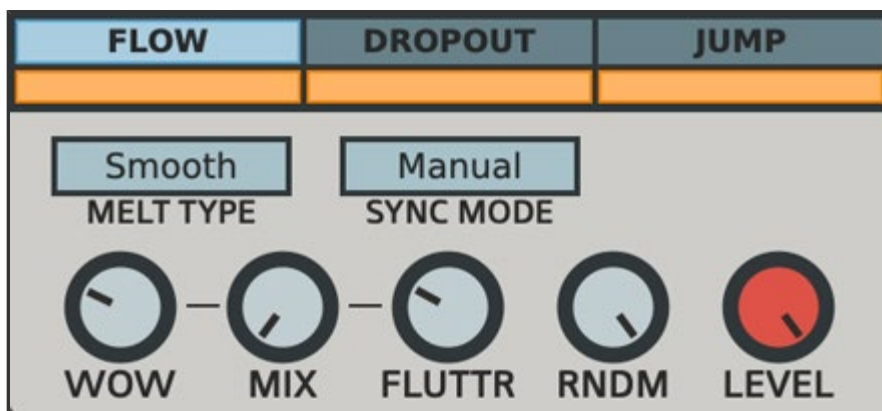 FLOW DROPOUT JUMP
Smooth Manual
MELT TYPE SYNC MODE
WOW MIX FLUTTR RNDM LEVEL